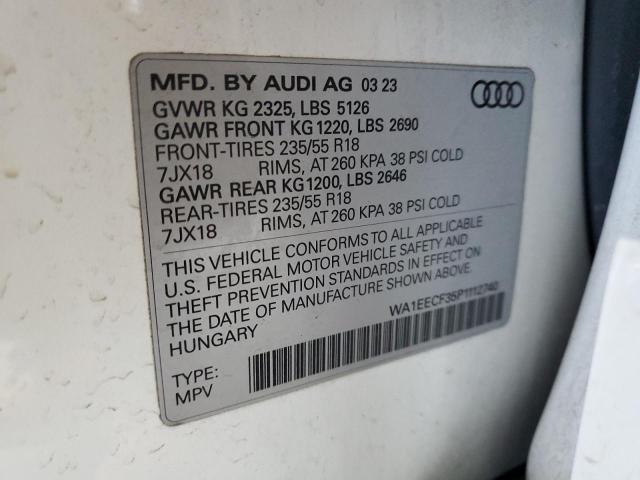 MFD. BY AUDI AG 03 23
GVWR KG 2325, LBS 5126
GAWR FRONT KG 1220, LBS 2690
FRONT-TIRES 235/55 R18
7JX18 RIMS, AT 260 KPA 38 PSI COLD
GAWR REAR KG 1200, LBS 2646
REAR-TIRES 235/55 R18
7JX18 RIMS, AT 260 KPA 38 PSI COLD
THIS VEHICLE CONFORMS TO ALL APPLICABLE
U.S. FEDERAL MOTOR VEHICLE SAFETY AND
THEFT PREVENTION STANDARDS IN EFFECT ON
THE DATE OF MANUFACTURE SHOWN ABOVE.
HUNGARY
WA1EECF35P1112740
TYPE:
MPV